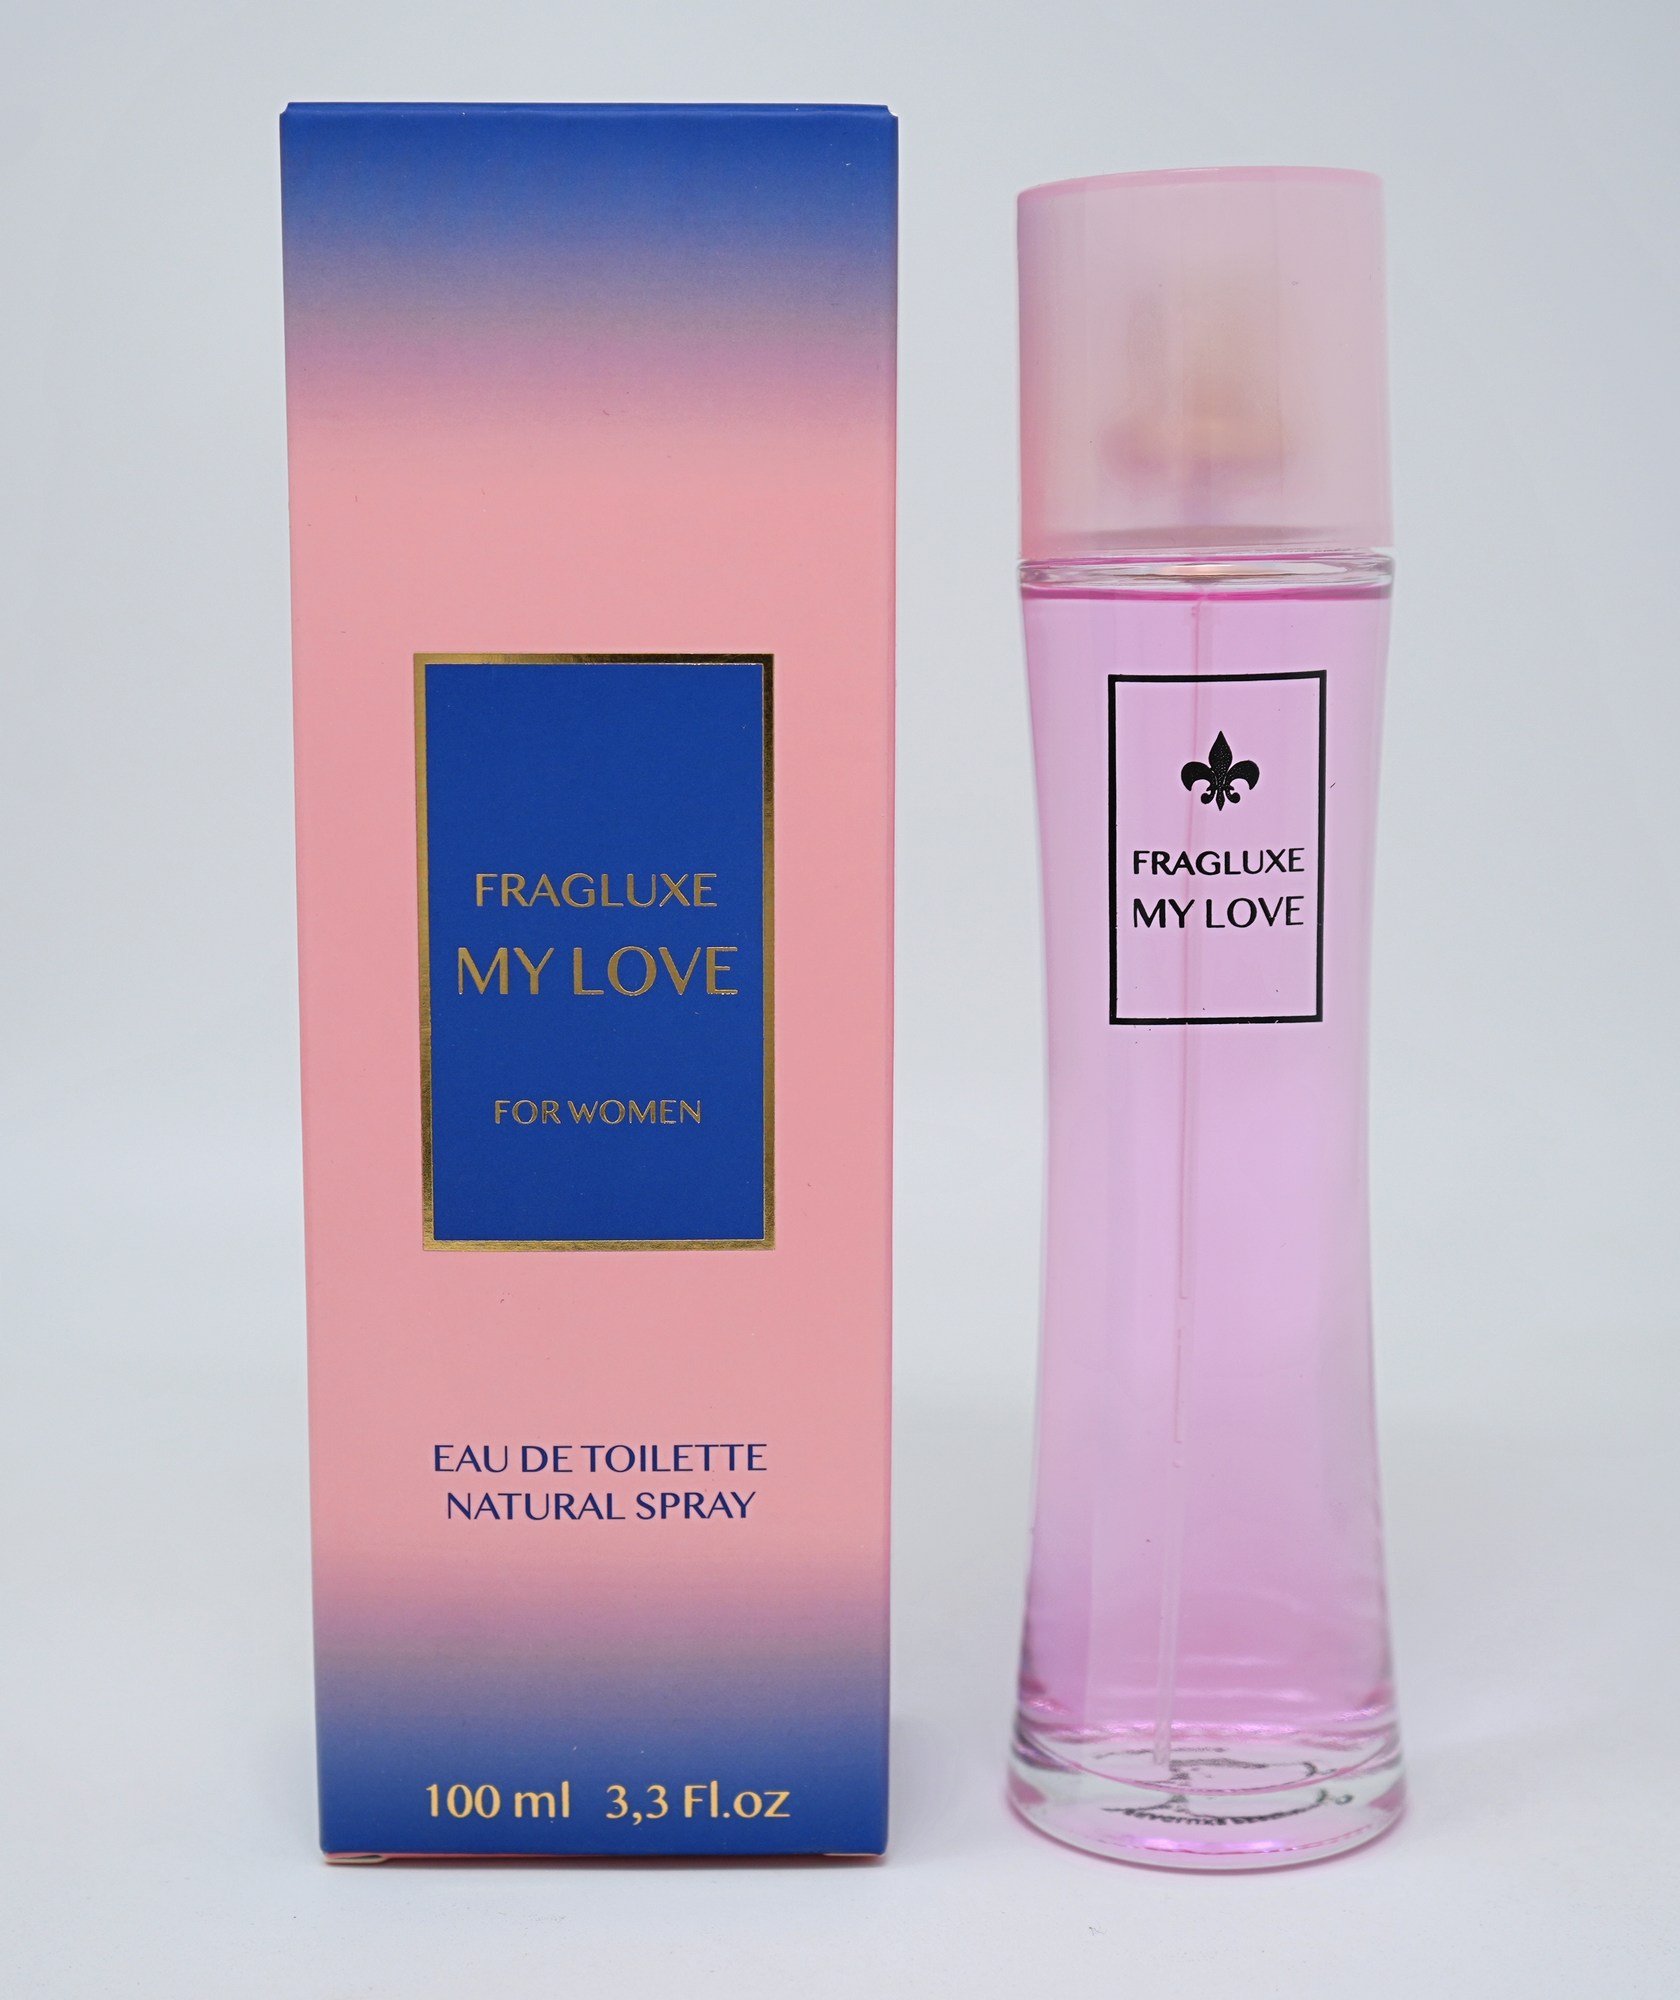 FRAGLUXE
MY LOVE
FOR WOMEN
EAU DE TOILETTE
NATURAL SPRAY
100 ml 3,3 Fl.oz
FRAGLUXE
MY LOVE